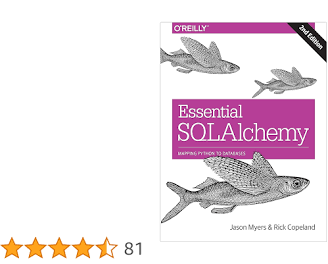 O'REILLY®
2nd Edition
Essential
SQLAlchemy
MAPPING PYTHON TO DATABASES
Jason Myers & Rick Copeland
81